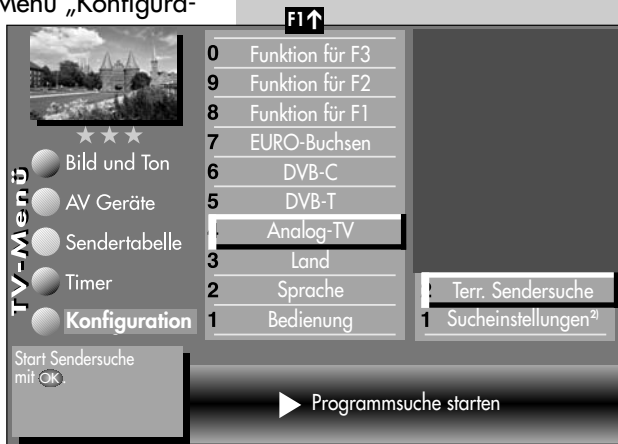 Menü „Konfigura-
F1↑
0 Funktion für F3
9 Funktion für F2
8 Funktion für F1
7 EURO-Buchsen
6 DVB-C
5 DVB-T
4 Analog-TV
3 Land
2 Sprache
1 Bedienung
TV-Menü
Bild und Ton
AV Geräte
Sendertabelle
Timer
Konfiguration
2 Terr. Sendersuche
1 Sucheinstellungen²⁾
Start Sendersuche
mit OK.
Programmsuche starten